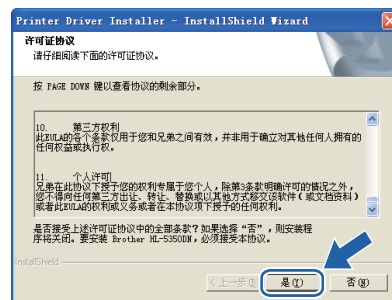 Printer Driver Installer - InstallShield Wizard
许可证协议
请仔细阅读下面的许可证协议。
按 PAGE DOWN 键以查看协议的剩余部分。
10. 第三方权利
此EULA的各个条款仅用于您和兄弟之间有效，并非用于确立对其他任何人拥有的
任何权益或执行权。
11. 个人许可
兄弟在此协议下授予您的权利专属于您个人，除第3条款明确许可的情况之外，
您不得向任何第三方出让、转让、替换或以其他方式移交该软件（或文档资料）
或者此EULA的权利或义务或者在本协议项下授予的任何权利。
是否接受上述许可证协议中的全部条款？如果选择“否”，则安装程
序将关闭。要安装 Brother HL-5350DN，必须接受本协议。
InstallShield
< 上一步(B) 是(Y) 否(N)